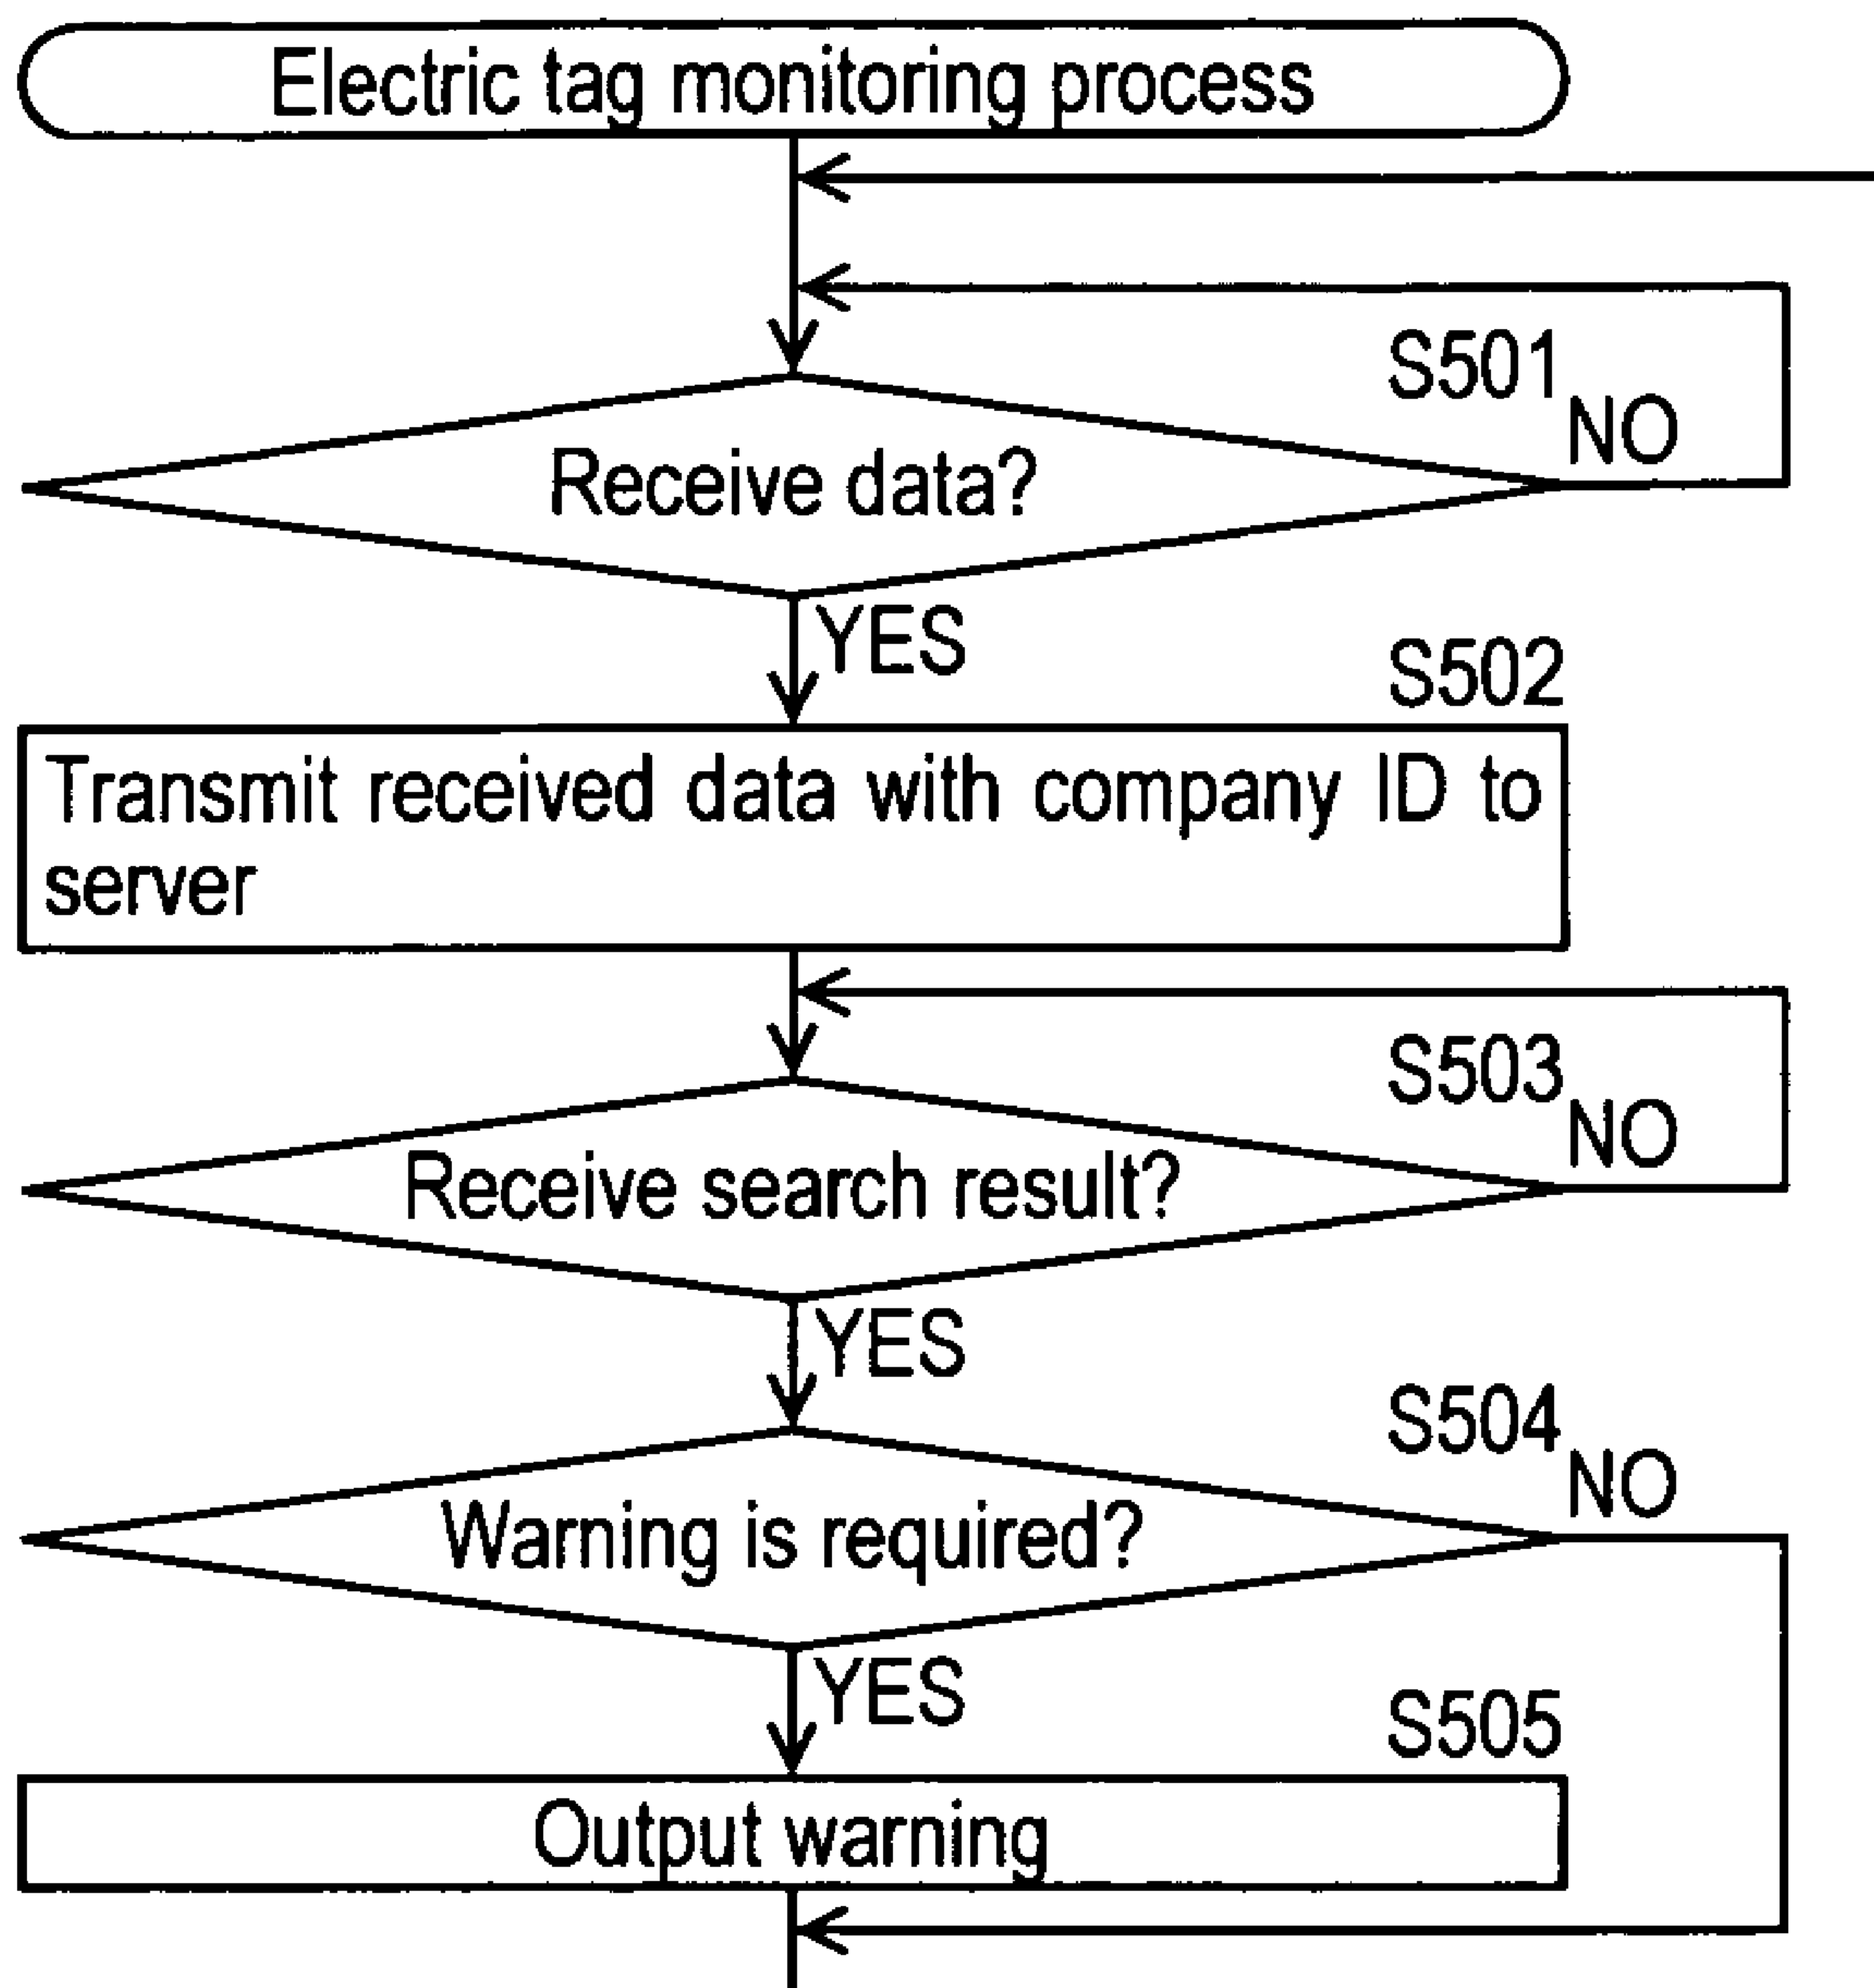 Electric tag monitoring process
S501
NO
Receive data?
YES
S502
Transmit received data with company ID to
server
S503
NO
Receive search result?
YES
S504
NO
Warning is required?
YES
S505
Output warning